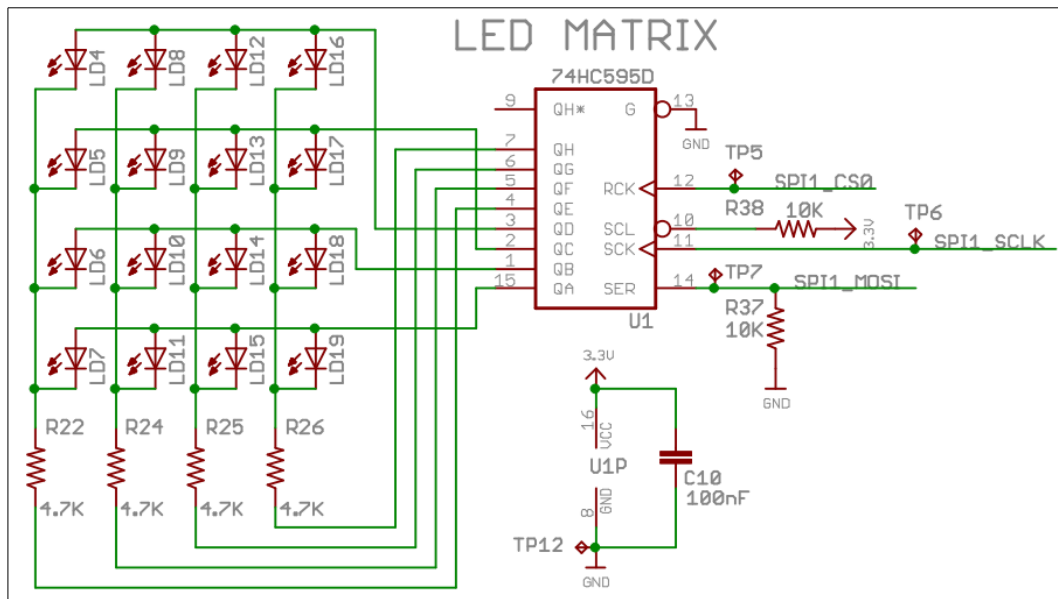 LED MATRIX
LD4
LD8
LD12
LD16
LD5
LD9
LD13
LD17
LD6
LD10
LD14
LD18
LD7
LD11
LD15
LD19
R22
R24
R25
R26
4.7K
4.7K
4.7K
4.7K
74HC595D
9 QH* G 13
GND
7 QH
6 QG
5 QF RCK 12
4 QE
3 QD SCL 10
2 QC SCK 11
1 QB
15 QA SER 14
U1
TP5
SPI1_CS0
R38 10K
3.3V
TP6
SPI1_SCLK
TP7
SPI1_MOSI
R37
10K
GND
3.3V
16 VCC
U1P
8 GND
C10
100nF
TP12
GND